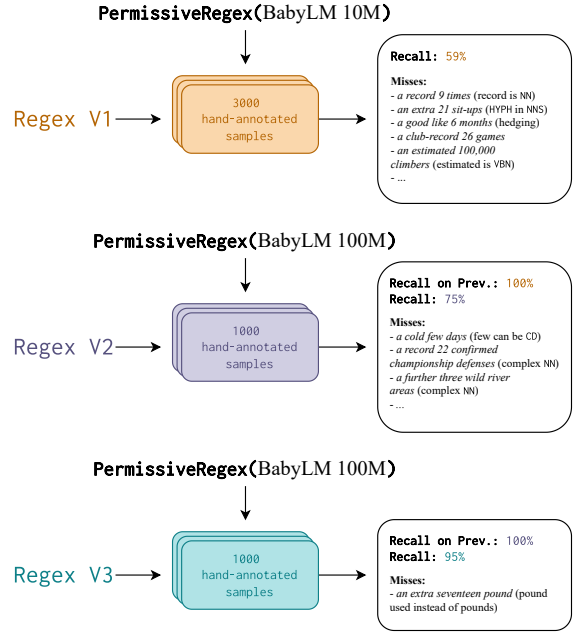 PermissiveRegex(BabyLM 10M)
Regex V1
3000
hand-annotated
samples
Recall: 59%
Misses:
- a record 9 times (record is NN)
- an extra 21 sit-ups (HYPH in NNS)
- a good like 6 months (hedging)
- a club-record 26 games
- an estimated 100,000
climbers (estimated is VBN)
- ...
PermissiveRegex(BabyLM 100M)
Regex V2
1000
hand-annotated
samples
Recall on Prev.: 100%
Recall: 75%
Misses:
- a cold few days (few can be CD)
- a record 22 confirmed
championship defenses (complex NN)
- a further three wild river
areas (complex NN)
- ...
PermissiveRegex(BabyLM 100M)
Regex V3
1000
hand-annotated
samples
Recall on Prev.: 100%
Recall: 95%
Misses:
- an extra seventeen pound (pound
used instead of pounds)